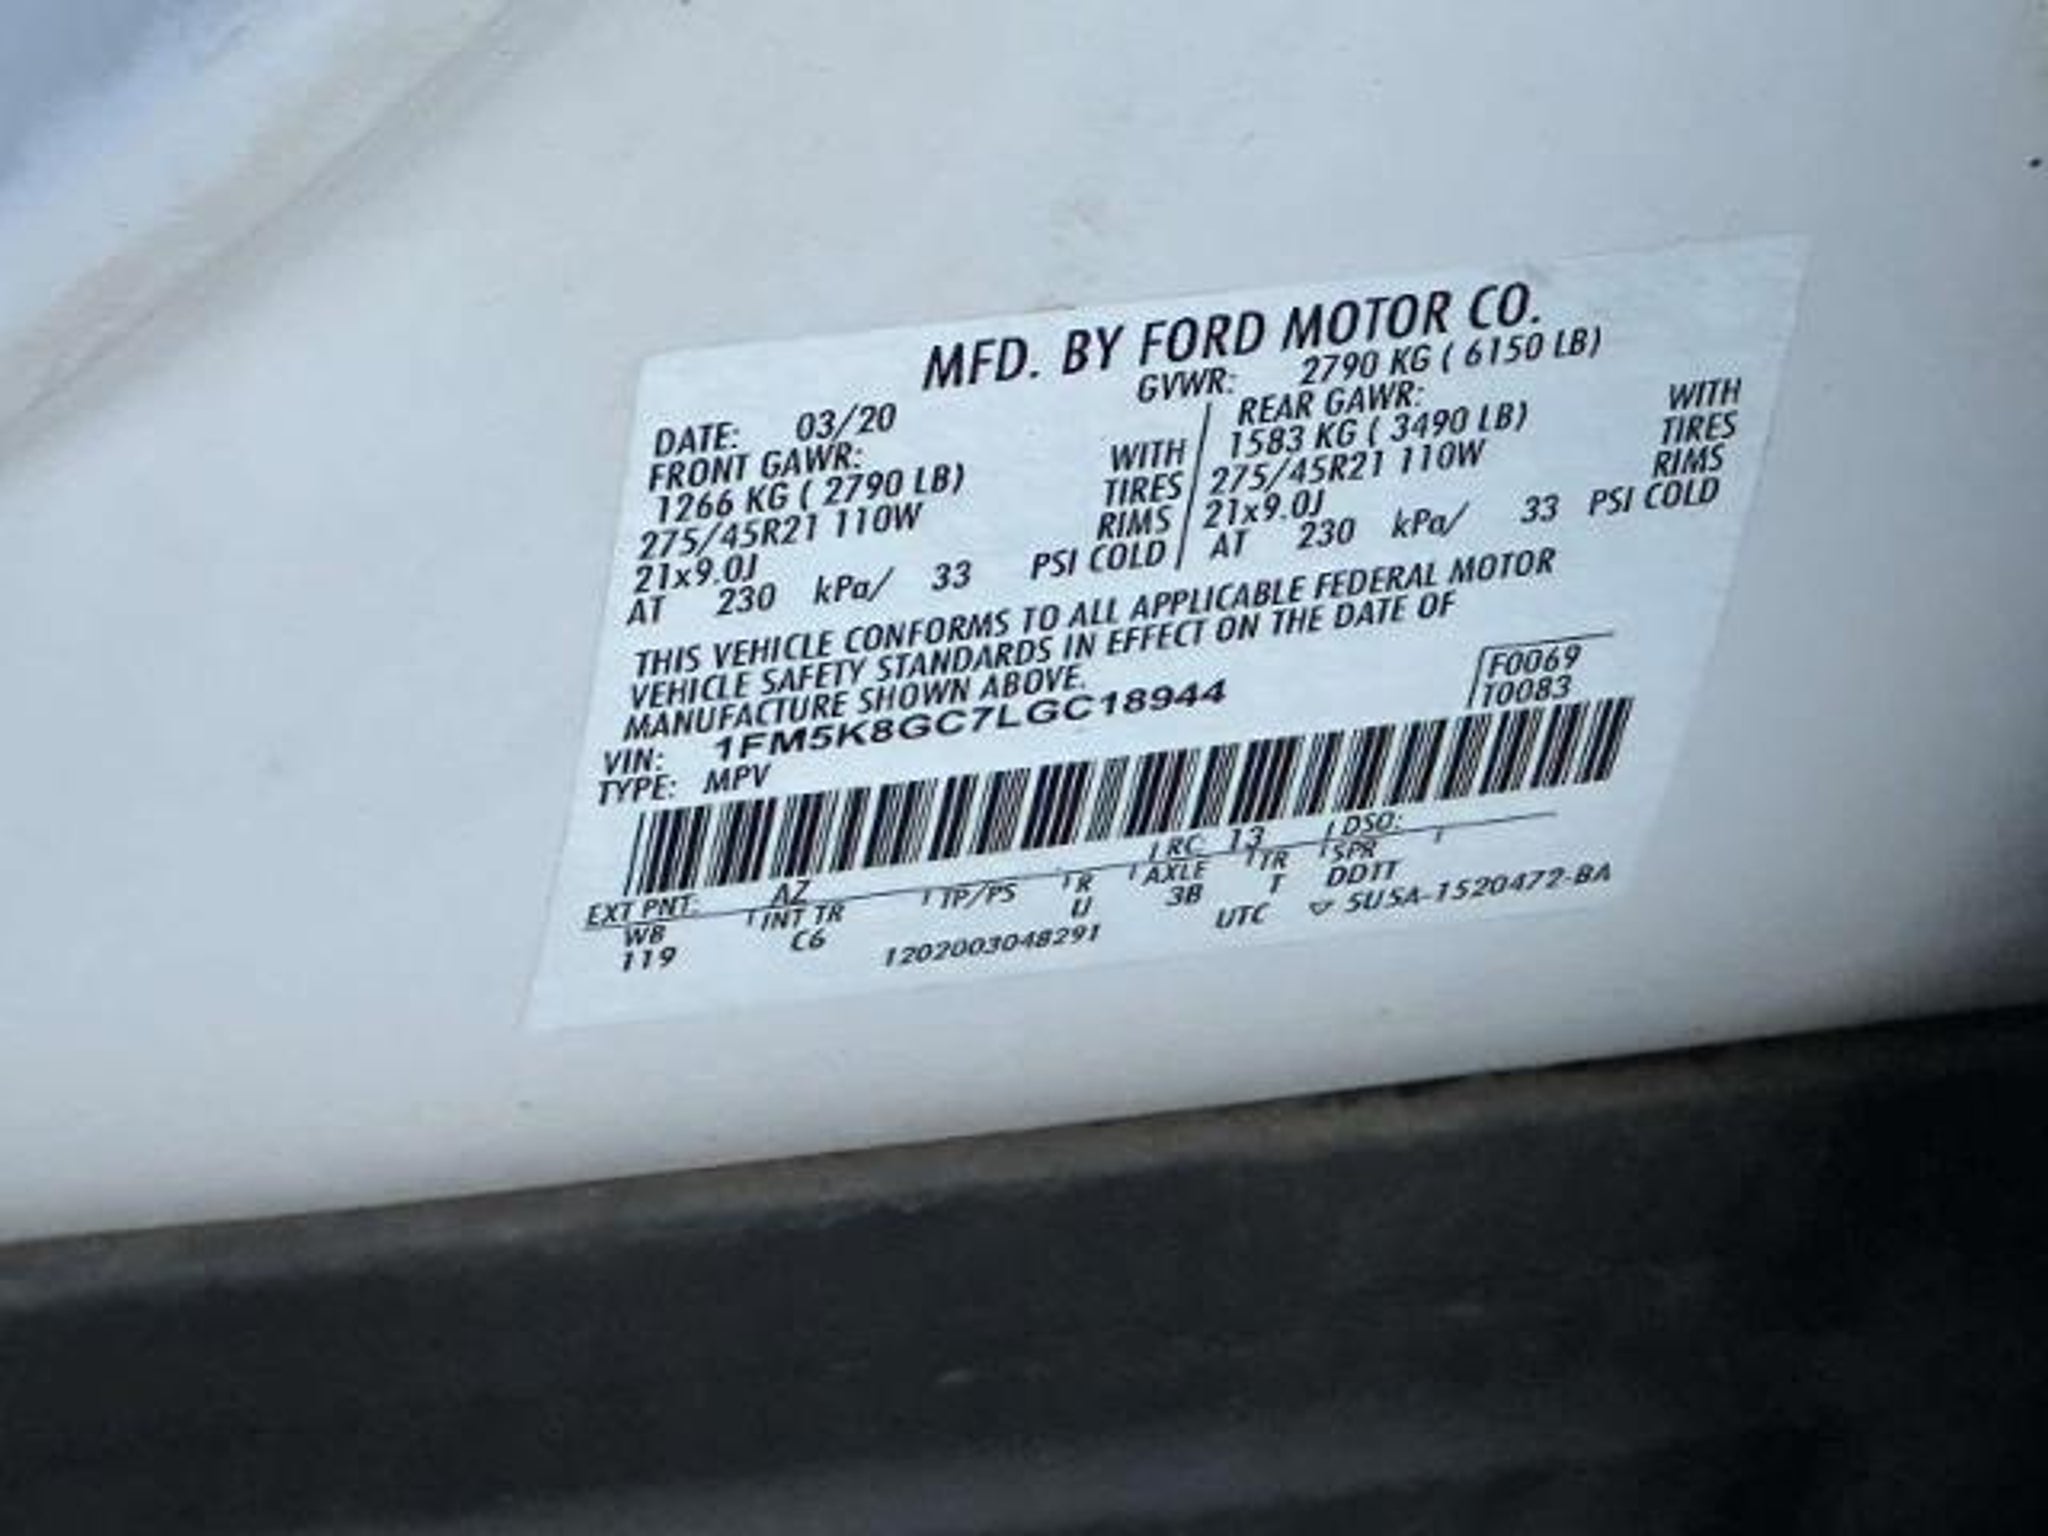 MFD. BY FORD MOTOR CO.
DATE: 03/20 GVWR: 2790 KG ( 6150 LB)
FRONT GAWR: REAR GAWR:
1266 KG ( 2790 LB) WITH 1583 KG ( 3490 LB) WITH
275/45R21 110W TIRES 275/45R21 110W TIRES
21x9.0J RIMS 21x9.0J RIMS
AT 230 kPa/ 33 PSI COLD AT 230 kPa/ 33 PSI COLD
THIS VEHICLE CONFORMS TO ALL APPLICABLE FEDERAL MOTOR
VEHICLE SAFETY STANDARDS IN EFFECT ON THE DATE OF
MANUFACTURE SHOWN ABOVE.
F0069
T0083
VIN: 1FM5K8GC7LGC18944
TYPE: MPV
EXT PNT: AZ RC: 13 DSO:
WB INT TR TP/PS R AXLE TR SPR
119 C6 U 3B T DDTT
1202003048291 UTC 5U5A-1520472-BA